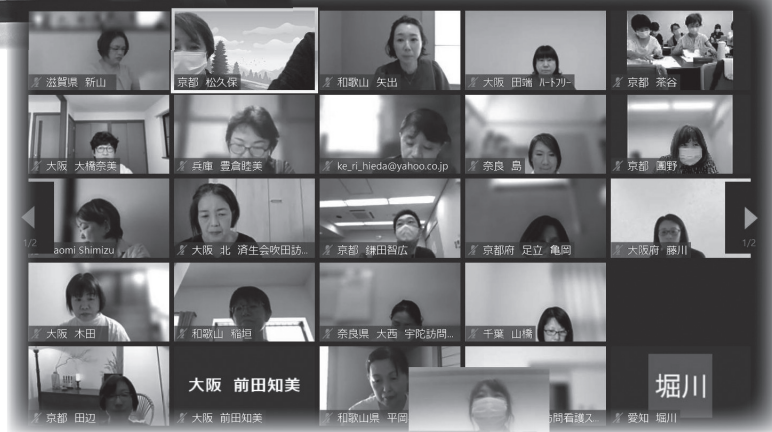 滋賀県 新山
京都 松久保
和歌山 矢出
大阪 田端 ハートフリー
京都 茶谷
大阪 大橋奈美
兵庫 豊倉睦美
ke_ri_hieda@yahoo.co.jp
奈良 島
京都 園野
1/2
aomi Shimizu
大阪 北 済生会吹田訪...
京都 鎌田智広
京都府 足立 亀岡
大阪府 藤川
1/2
大阪 木田
和歌山 稲垣
奈良県 大西 宇陀訪問...
千葉 山橋
京都 田辺
大阪 前田知美
大阪 前田知美
和歌山県 平岡
訪問看護ス...
堀川
愛知 堀川